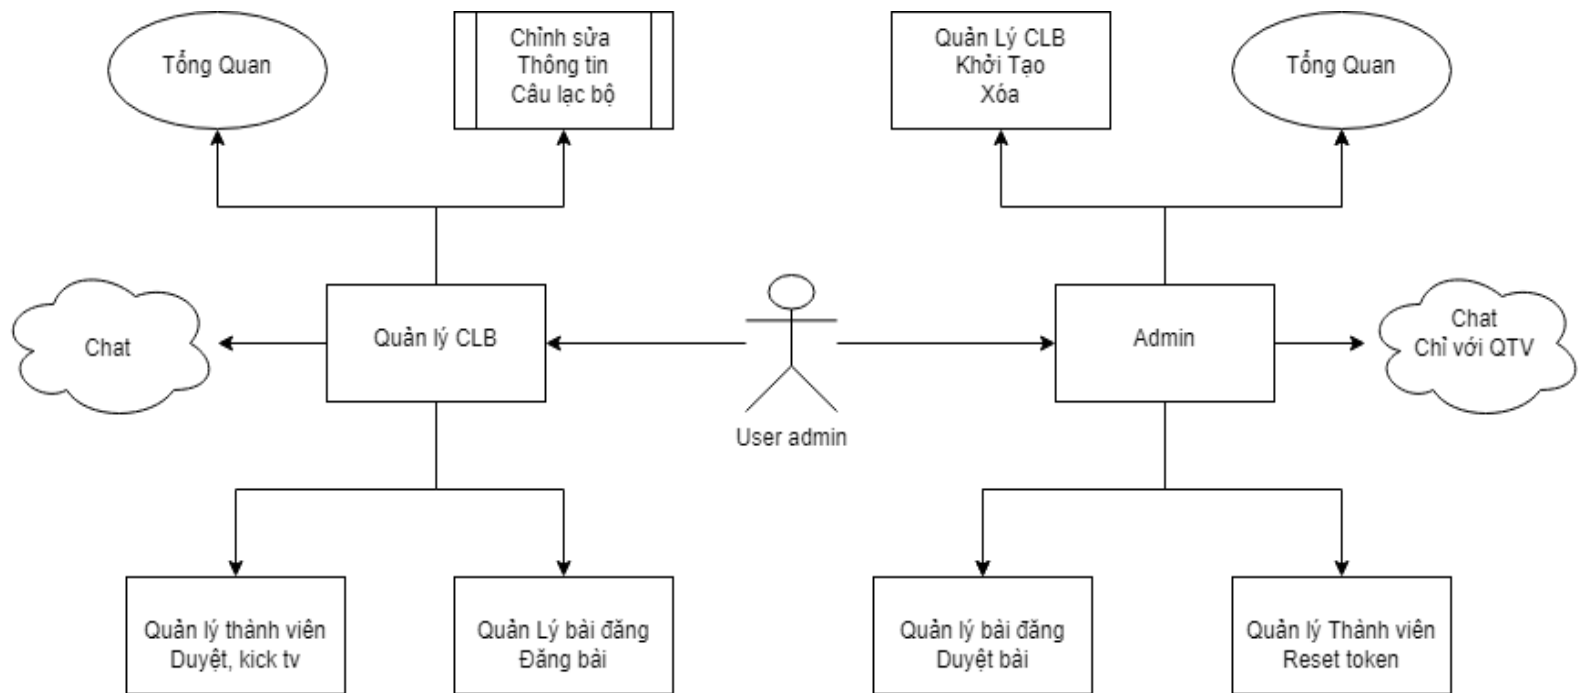 Tổng Quan
Chỉnh sửa
Thông tin
Câu lạc bộ
Quản Lý CLB
Khởi Tạo
Xóa
Tổng Quan
Chat
Quản lý CLB
User admin
Admin
Chat
Chỉ với QTV
Quản lý thành viên
Duyệt, kick tv
Quản Lý bài đăng
Đăng bài
Quản lý bài đăng
Duyệt bài
Quản lý Thành viên
Reset token